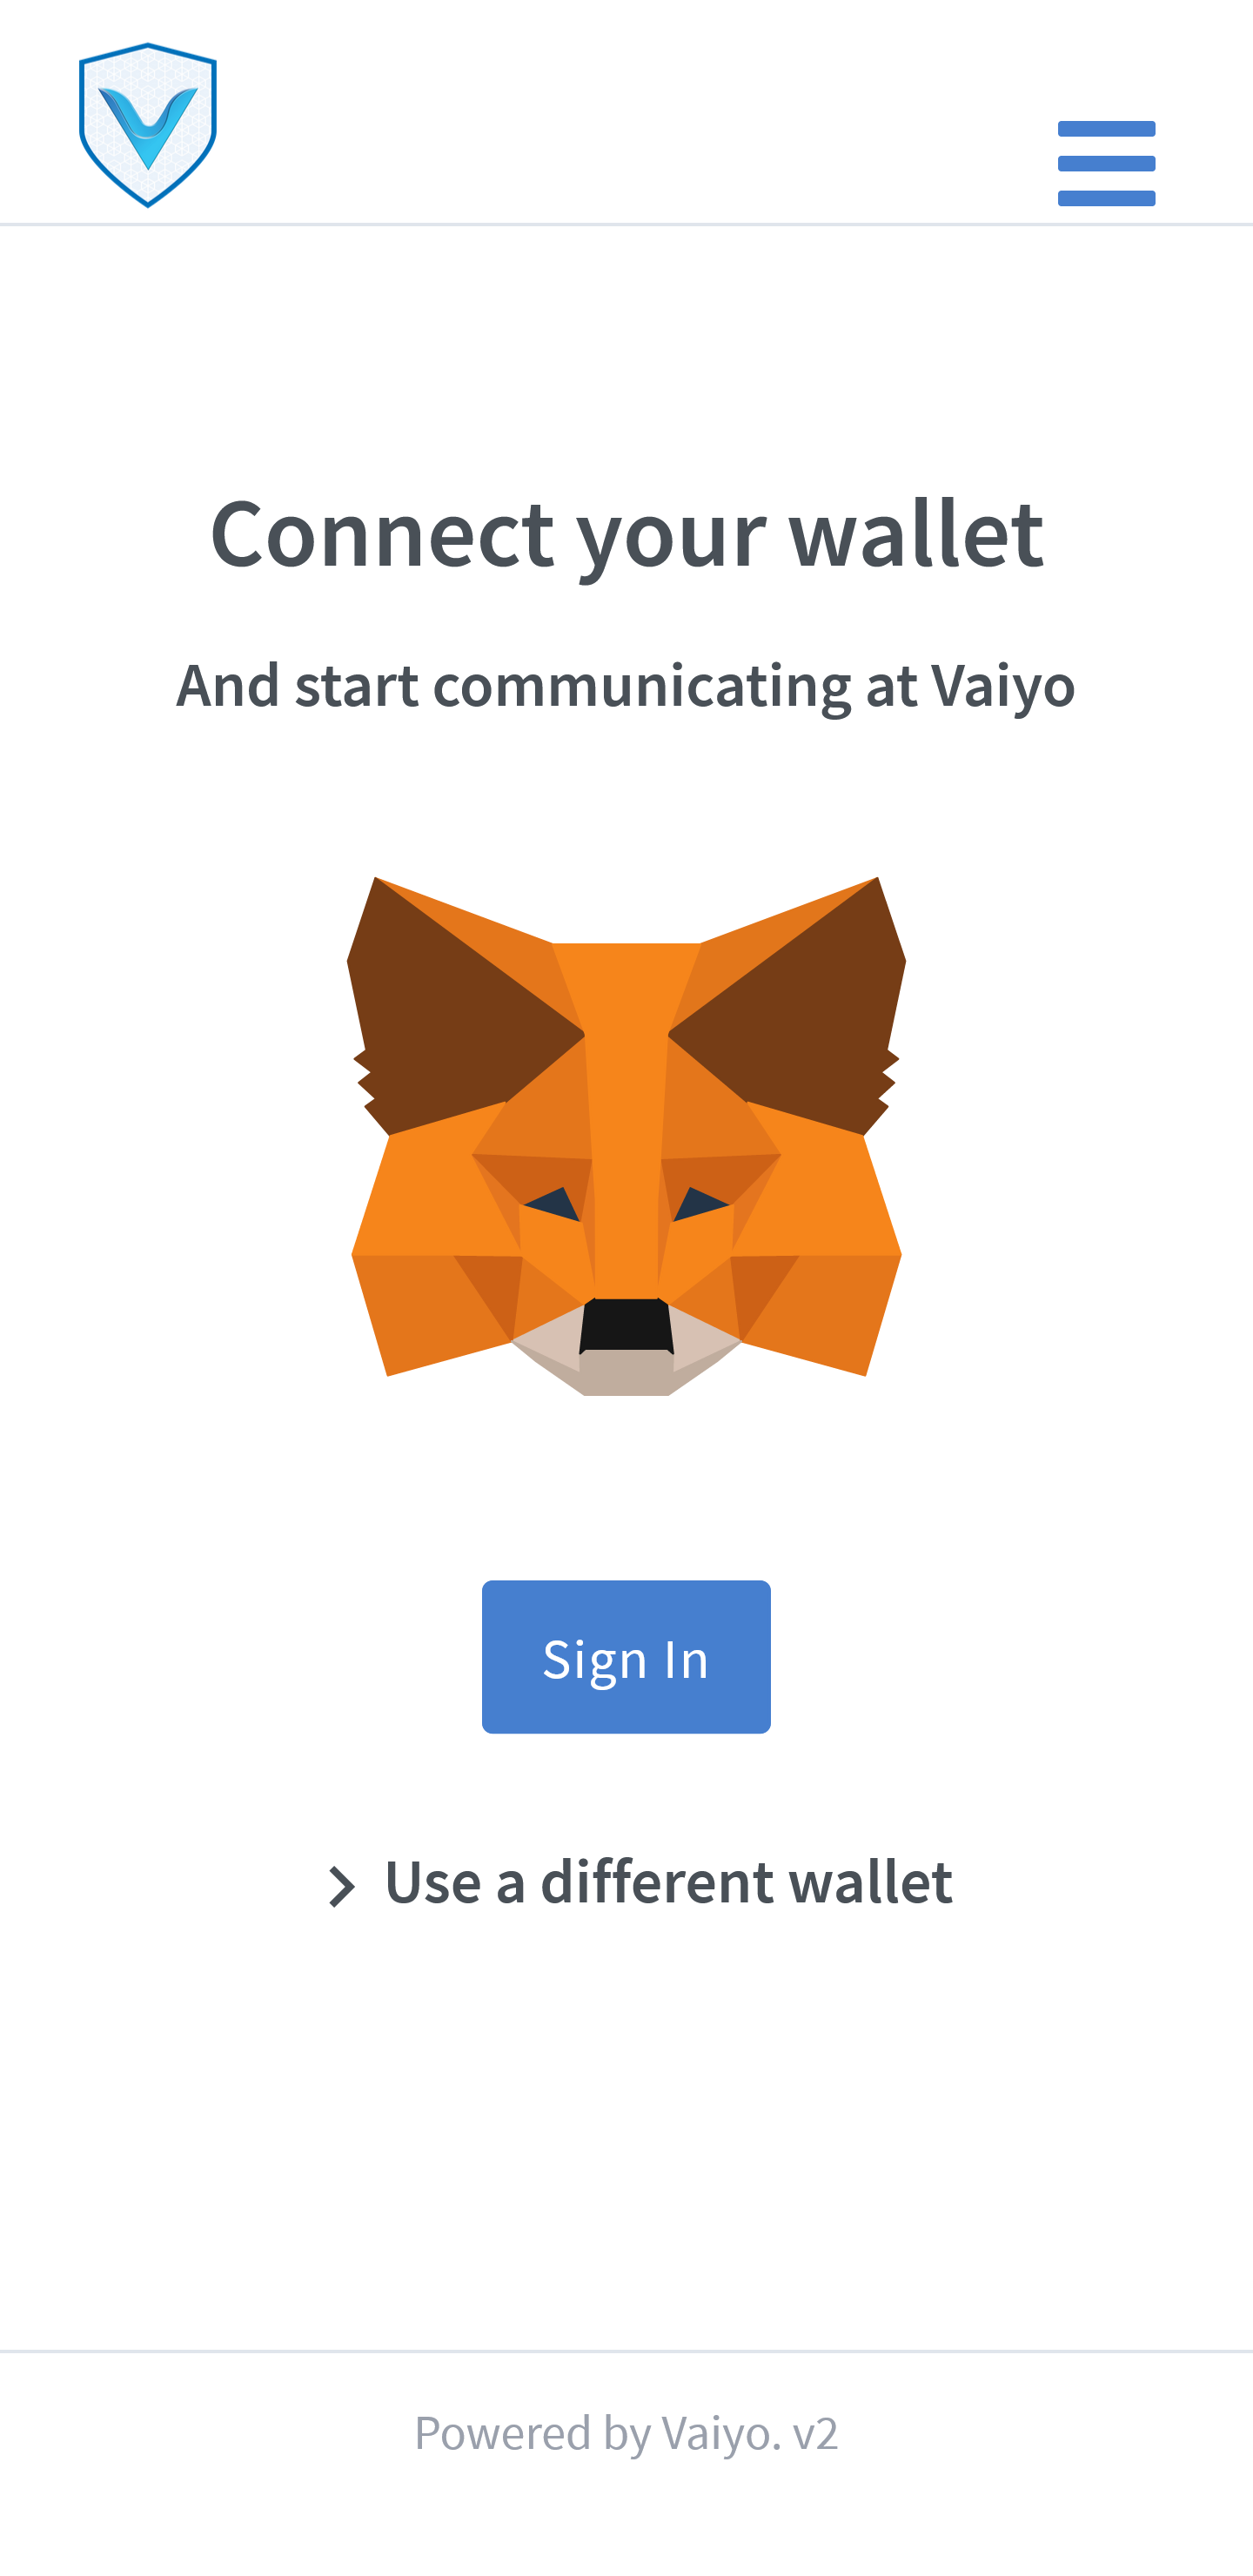 Connect your wallet
And start communicating at Vaiyo
Sign In
Use a different wallet
Powered by Vaiyo. v2